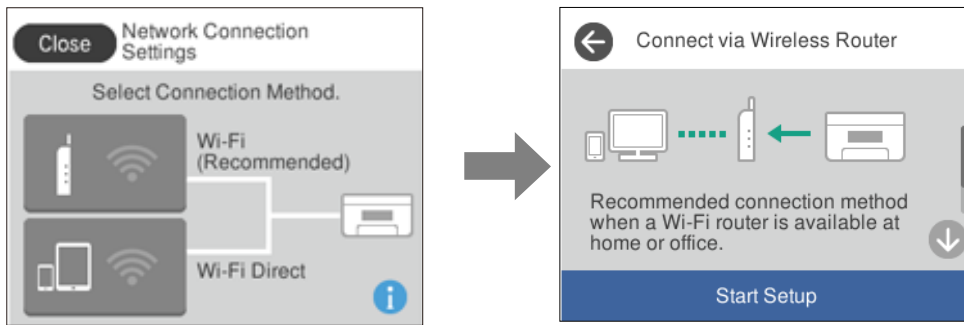 Close
Network Connection
Settings
Select Connection Method.
Wi-Fi
(Recommended)
Wi-Fi Direct
i
Connect via Wireless Router
Recommended connection method
when a Wi-Fi router is available at
home or office.
Start Setup